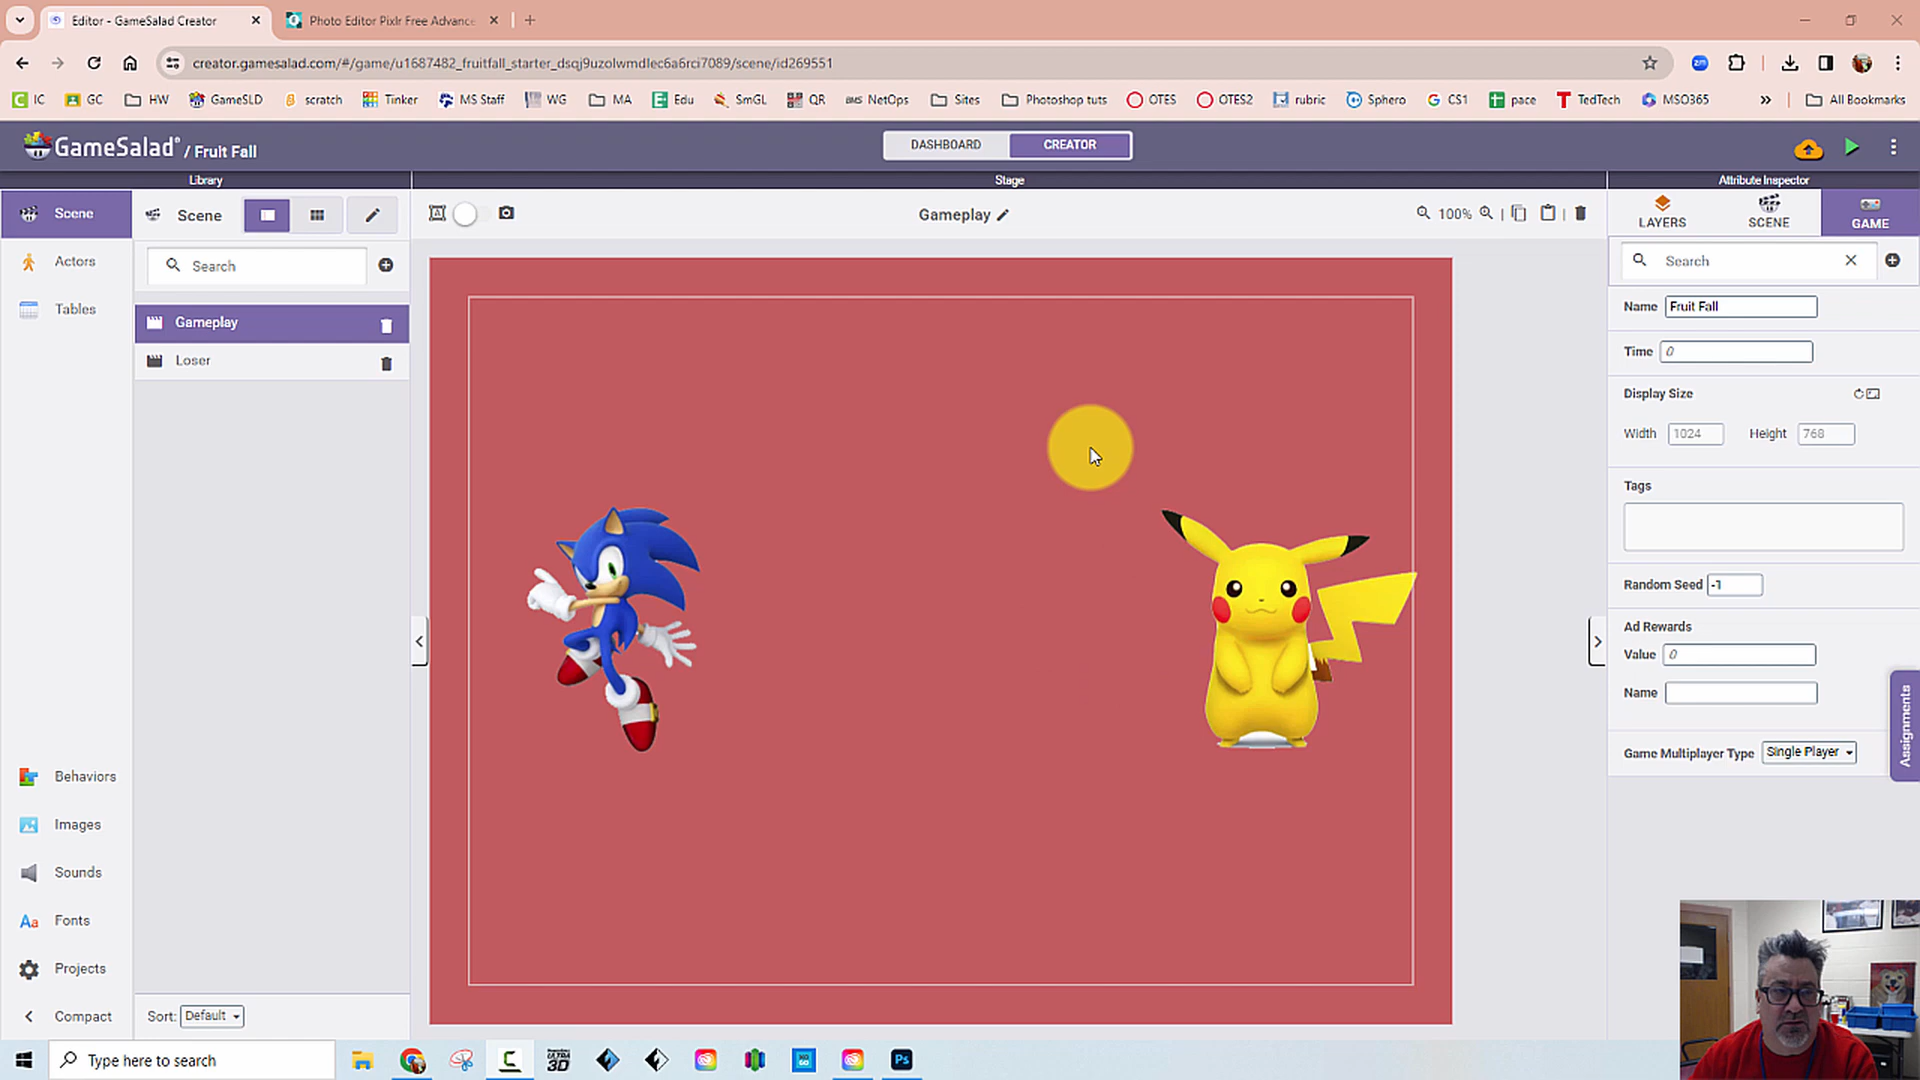 Editor - GameSalad Creator
Photo Editor Pixlr Free Advance
creator.gamesalad.com/#/game/u1687482_fruitfall_starter_dsqj9uzolwmdlec6a6rci7089/scene/id269551
IC GC HW GameSLD scratch Tinker MS Staff WG MA Edu SmGL QR BMS NetOps Sites Photoshop tuts OTES OTES2 rubric Sphero CS1 pace TedTech MSO365 » All Bookmarks
GameSalad® / Fruit Fall
DASHBOARD CREATOR
Library Stage Attribute Inspector
Scene
Scene
Gameplay
100%
LAYERS SCENE GAME
Actors
Search
Search
Tables
Gameplay
Loser
Name Fruit Fall
Time 0
Display Size
Width 1024 Height 768
Tags
Random Seed -1
Ad Rewards
Value 0
Name
Game Multiplayer Type Single Player
Assignments
Behaviors
Images
Sounds
Fonts
Projects
Compact
Sort: Default
Type here to search
Ps